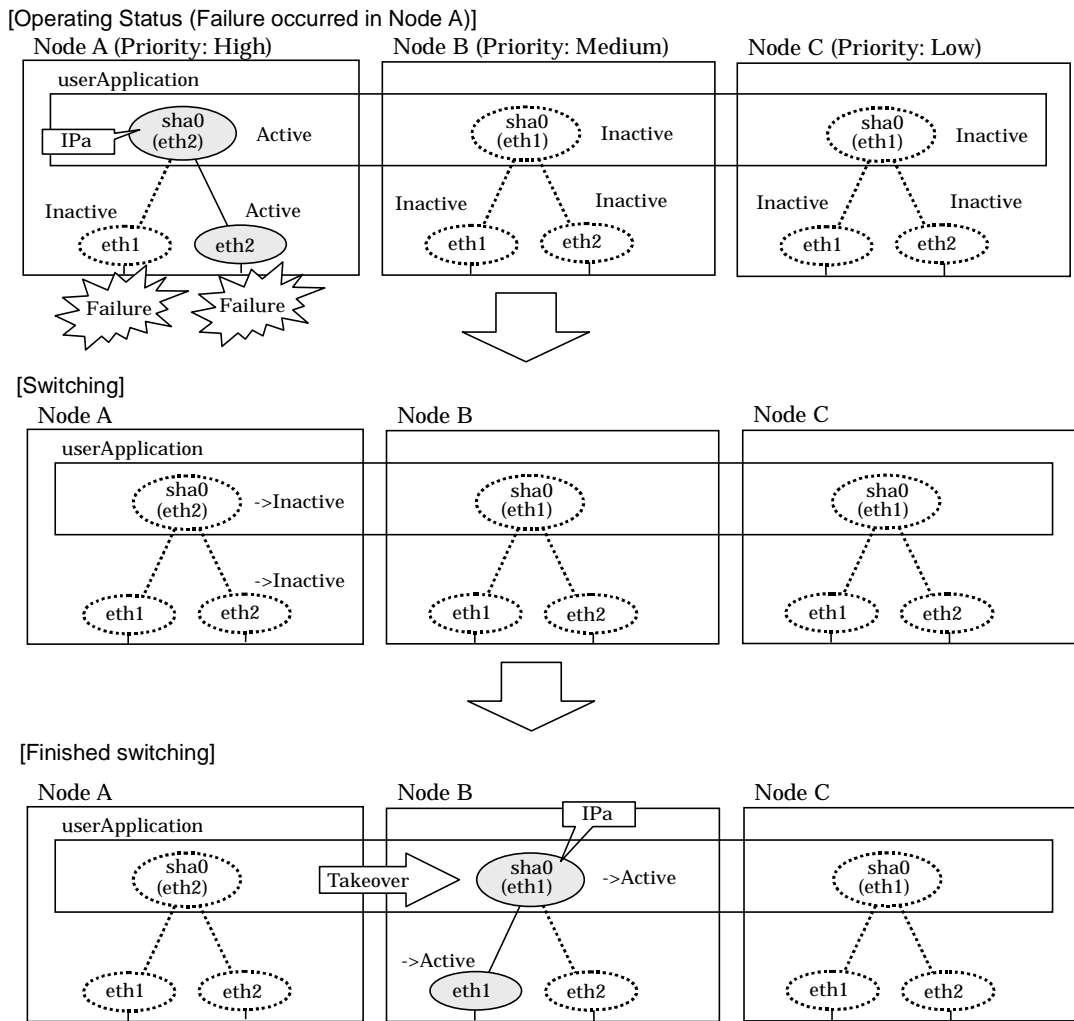 [Operating Status (Failure occurred in Node A)]
Node A (Priority: High)
Node B (Priority: Medium)
Node C (Priority: Low)
userApplication
IPa
sha0
(eth2)
Active
sha0
(eth1)
Inactive
sha0
(eth1)
Inactive
Inactive
Active
Inactive
Inactive
Inactive
Inactive
eth1
eth2
eth1
eth2
eth1
eth2
Failure
Failure
[Switching]
Node A
Node B
Node C
userApplication
sha0
(eth2)
->Inactive
sha0
(eth1)
sha0
(eth1)
->Inactive
eth1
eth2
eth1
eth2
eth1
eth2
[Finished switching]
Node A
Node B
Node C
IPa
userApplication
sha0
(eth2)
Takeover
sha0
(eth1)
->Active
sha0
(eth1)
->Active
eth1
eth2
eth1
eth2
eth1
eth2